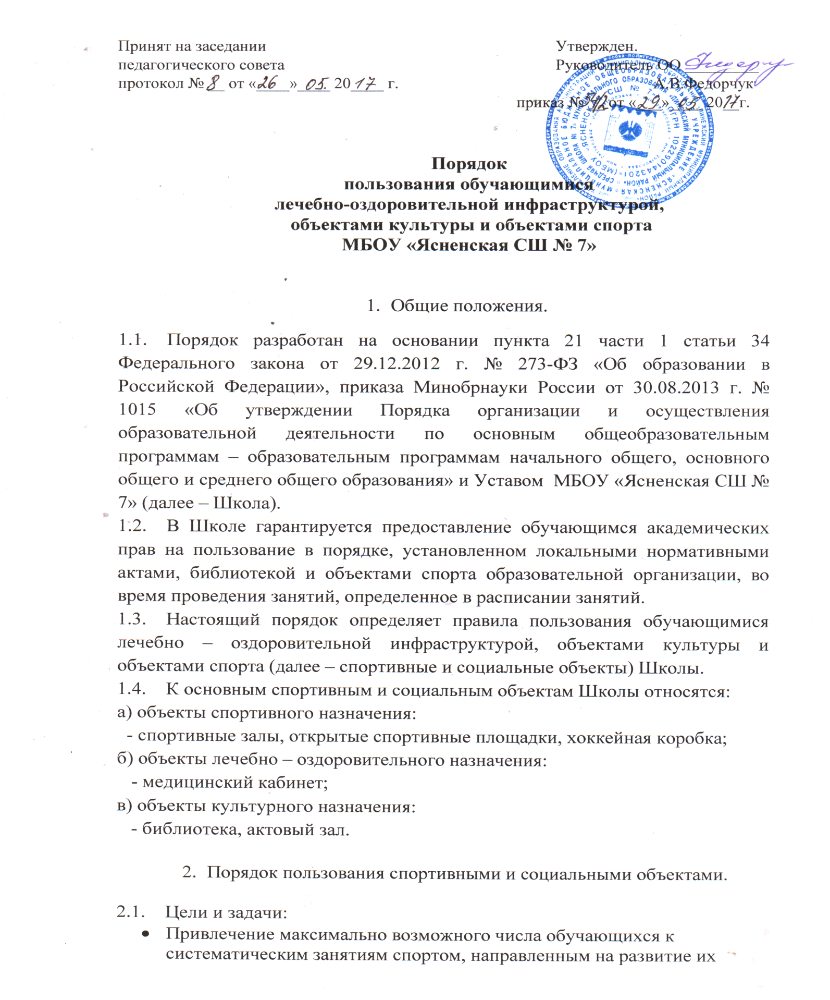 Принят на заседании
педагогического совета
протокол № 8 от «26» 05. 2017 г.
Утвержден.
Руководитель ОО
А.В.Федорчук
приказ № 54/2 от «29» 05 2017г.
Порядок
пользования обучающимися
лечебно-оздоровительной инфраструктурой,
объектами культуры и объектами спорта
МБОУ «Ясненская СШ № 7»
1. Общие положения.
1.1. Порядок разработан на основании пункта 21 части 1 статьи 34
Федерального закона от 29.12.2012 г. № 273-ФЗ «Об образовании в
Российской Федерации», приказа Минобрнауки России от 30.08.2013 г. №
1015 «Об утверждении Порядка организации и осуществления
образовательной деятельности по основным общеобразовательным
программам – образовательным программам начального общего, основного
общего и среднего общего образования» и Уставом МБОУ «Ясненская СШ №
7» (далее – Школа).
1.2. В Школе гарантируется предоставление обучающимся академических
прав на пользование в порядке, установленном локальными нормативными
актами, библиотекой и объектами спорта образовательной организации, во
время проведения занятий, определенное в расписании занятий.
1.3. Настоящий порядок определяет правила пользования обучающимися
лечебно – оздоровительной инфраструктурой, объектами культуры и
объектами спорта (далее – спортивные и социальные объекты) Школы.
1.4. К основным спортивным и социальным объектам Школы относятся:
а) объекты спортивного назначения:
- спортивные залы, открытые спортивные площадки, хоккейная коробка;
б) объекты лечебно – оздоровительного назначения:
- медицинский кабинет;
в) объекты культурного назначения:
- библиотека, актовый зал.
2. Порядок пользования спортивными и социальными объектами.
2.1. Цели и задачи:
• Привлечение максимально возможного числа обучающихся к
систематическим занятиям спортом, направленным на развитие их